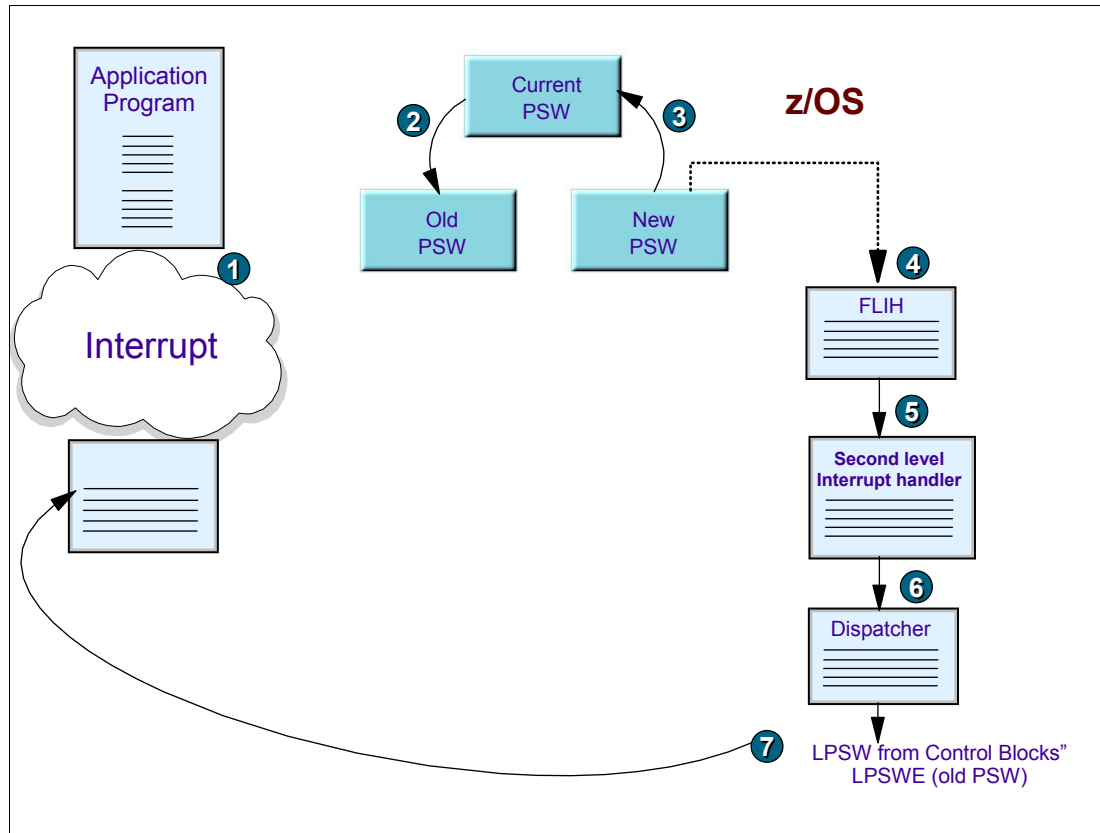 Application
Program
1
Interrupt
Current
PSW
2
3
Old
PSW
New
PSW
z/OS
4
FLIH
5
Second level
Interrupt handler
6
Dispatcher
7
LPSW from Control Blocks”
LPSWE (old PSW)